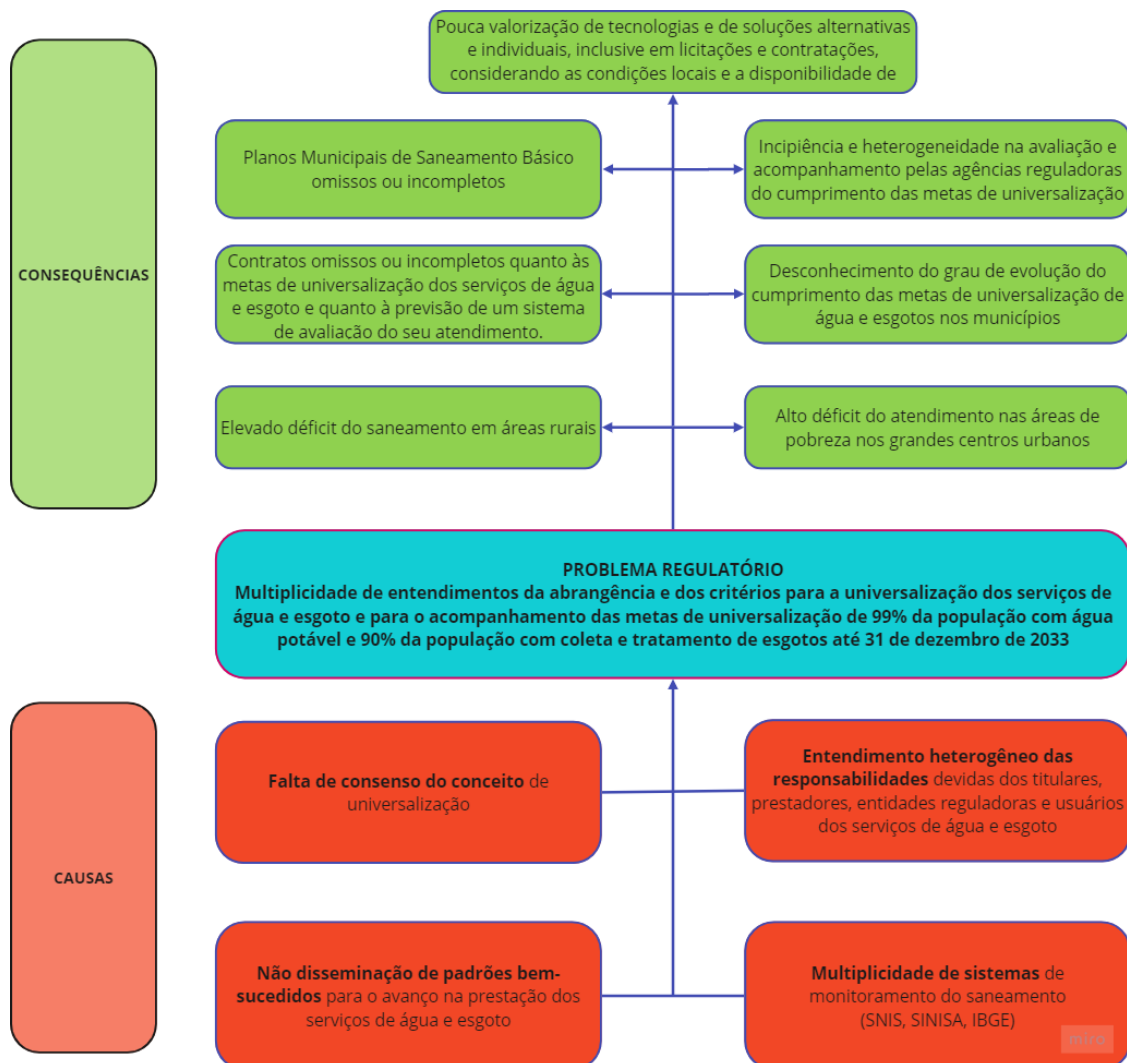 Pouca valorização de tecnologias e de soluções alternativas
e individuais, inclusive em licitações e contratações,
considerando as condições locais e a disponibilidade de
CONSEQUÊNCIAS
Planos Municipais de Saneamento Básico
omissos ou incompletos
Incipiência e heterogeneidade na avaliação e
acompanhamento pelas agências reguladoras
do cumprimento das metas de universalização
Contratos omissos ou incompletos quanto às
metas de universalização dos serviços de água
e esgoto e quanto à previsão de um sistema
de avaliação do seu atendimento.
Desconhecimento do grau de evolução do
cumprimento das metas de universalização de
água e esgotos nos municípios
Elevado déficit do saneamento em áreas rurais
Alto déficit do atendimento nas áreas de
pobreza nos grandes centros urbanos
PROBLEMA REGULATÓRIO
Multiplicidade de entendimentos da abrangência e dos critérios para a universalização dos serviços de
água e esgoto e para o acompanhamento das metas de universalização de 99% da população com água
potável e 90% da população com coleta e tratamento de esgotos até 31 de dezembro de 2033
CAUSAS
Falta de consenso do conceito de
universalização
Entendimento heterogêneo das
responsabilidades devidas dos titulares,
prestadores, entidades reguladoras e usuários
dos serviços de água e esgoto
Não disseminação de padrões bem-
sucedidos para o avanço na prestação dos
serviços de água e esgoto
Multiplicidade de sistemas de
monitoramento do saneamento
(SNIS, SINISA, IBGE)
miro